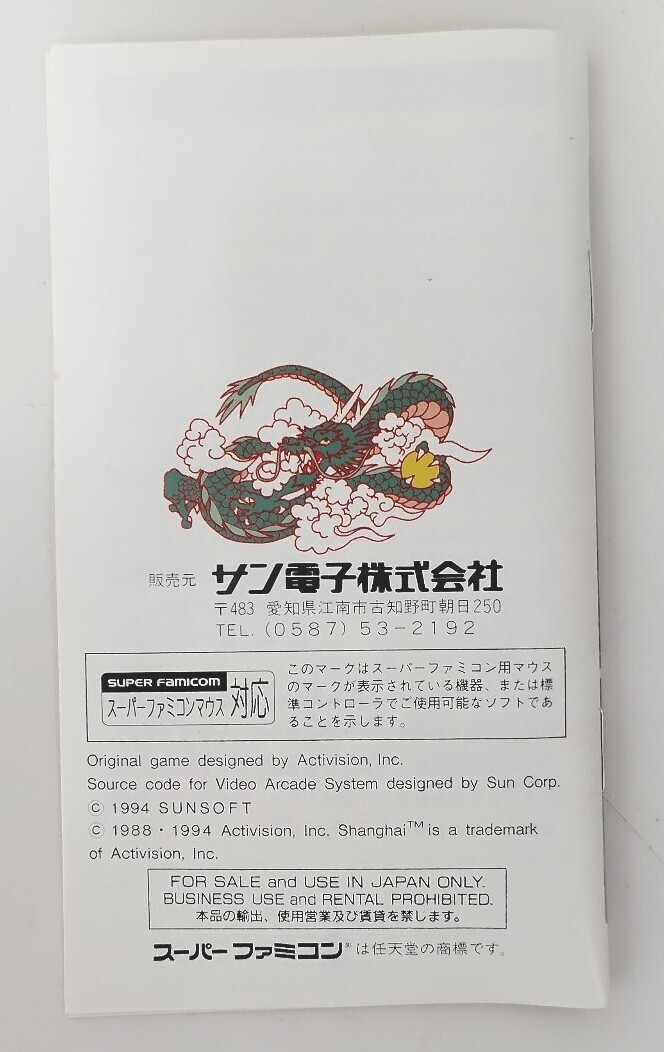 販売元 サン電子株式会社
〒483 愛知県江南市古知野町朝日250
TEL. (0587) 53-2192
SUPER FAMICOM
スーパーファミコンマウス 対応
このマークはスーパーファミコン用マウス
のマークが表示されている機器、または標
準コントローラでご使用可能なソフトであ
ることを示します。
Original game designed by Activision, Inc.
Source code for Video Arcade System designed by Sun Corp.
© 1994 SUNSOFT
© 1988・1994 Activision, Inc. Shanghai™ is a trademark
of Activision, Inc.
FOR SALE and USE IN JAPAN ONLY.
BUSINESS USE and RENTAL PROHIBITED.
本品の輸出、使用営業及び賃貸を禁じます。
スーパーファミコン®は任天堂の商標です。